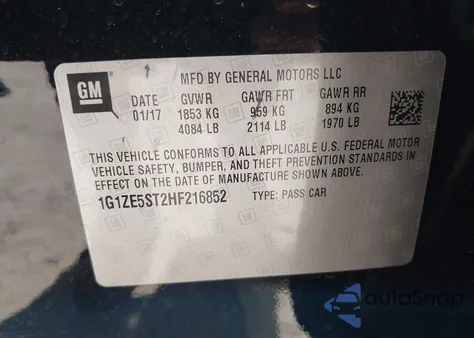 GM
MFD BY GENERAL MOTORS LLC
DATE GVWR GAWR FRT GAWR RR
01/17 1853 KG 959 KG 894 KG
4084 LB 2114 LB 1970 LB
THIS VEHICLE CONFORMS TO ALL APPLICABLE U.S. FEDERAL MOTOR
VEHICLE SAFETY, BUMPER, AND THEFT PREVENTION STANDARDS IN
EFFECT ON THE DATE OF MANUFACTURE SHOWN ABOVE.
1G1ZE5ST2HF216852 TYPE: PASS CAR
autoSnap